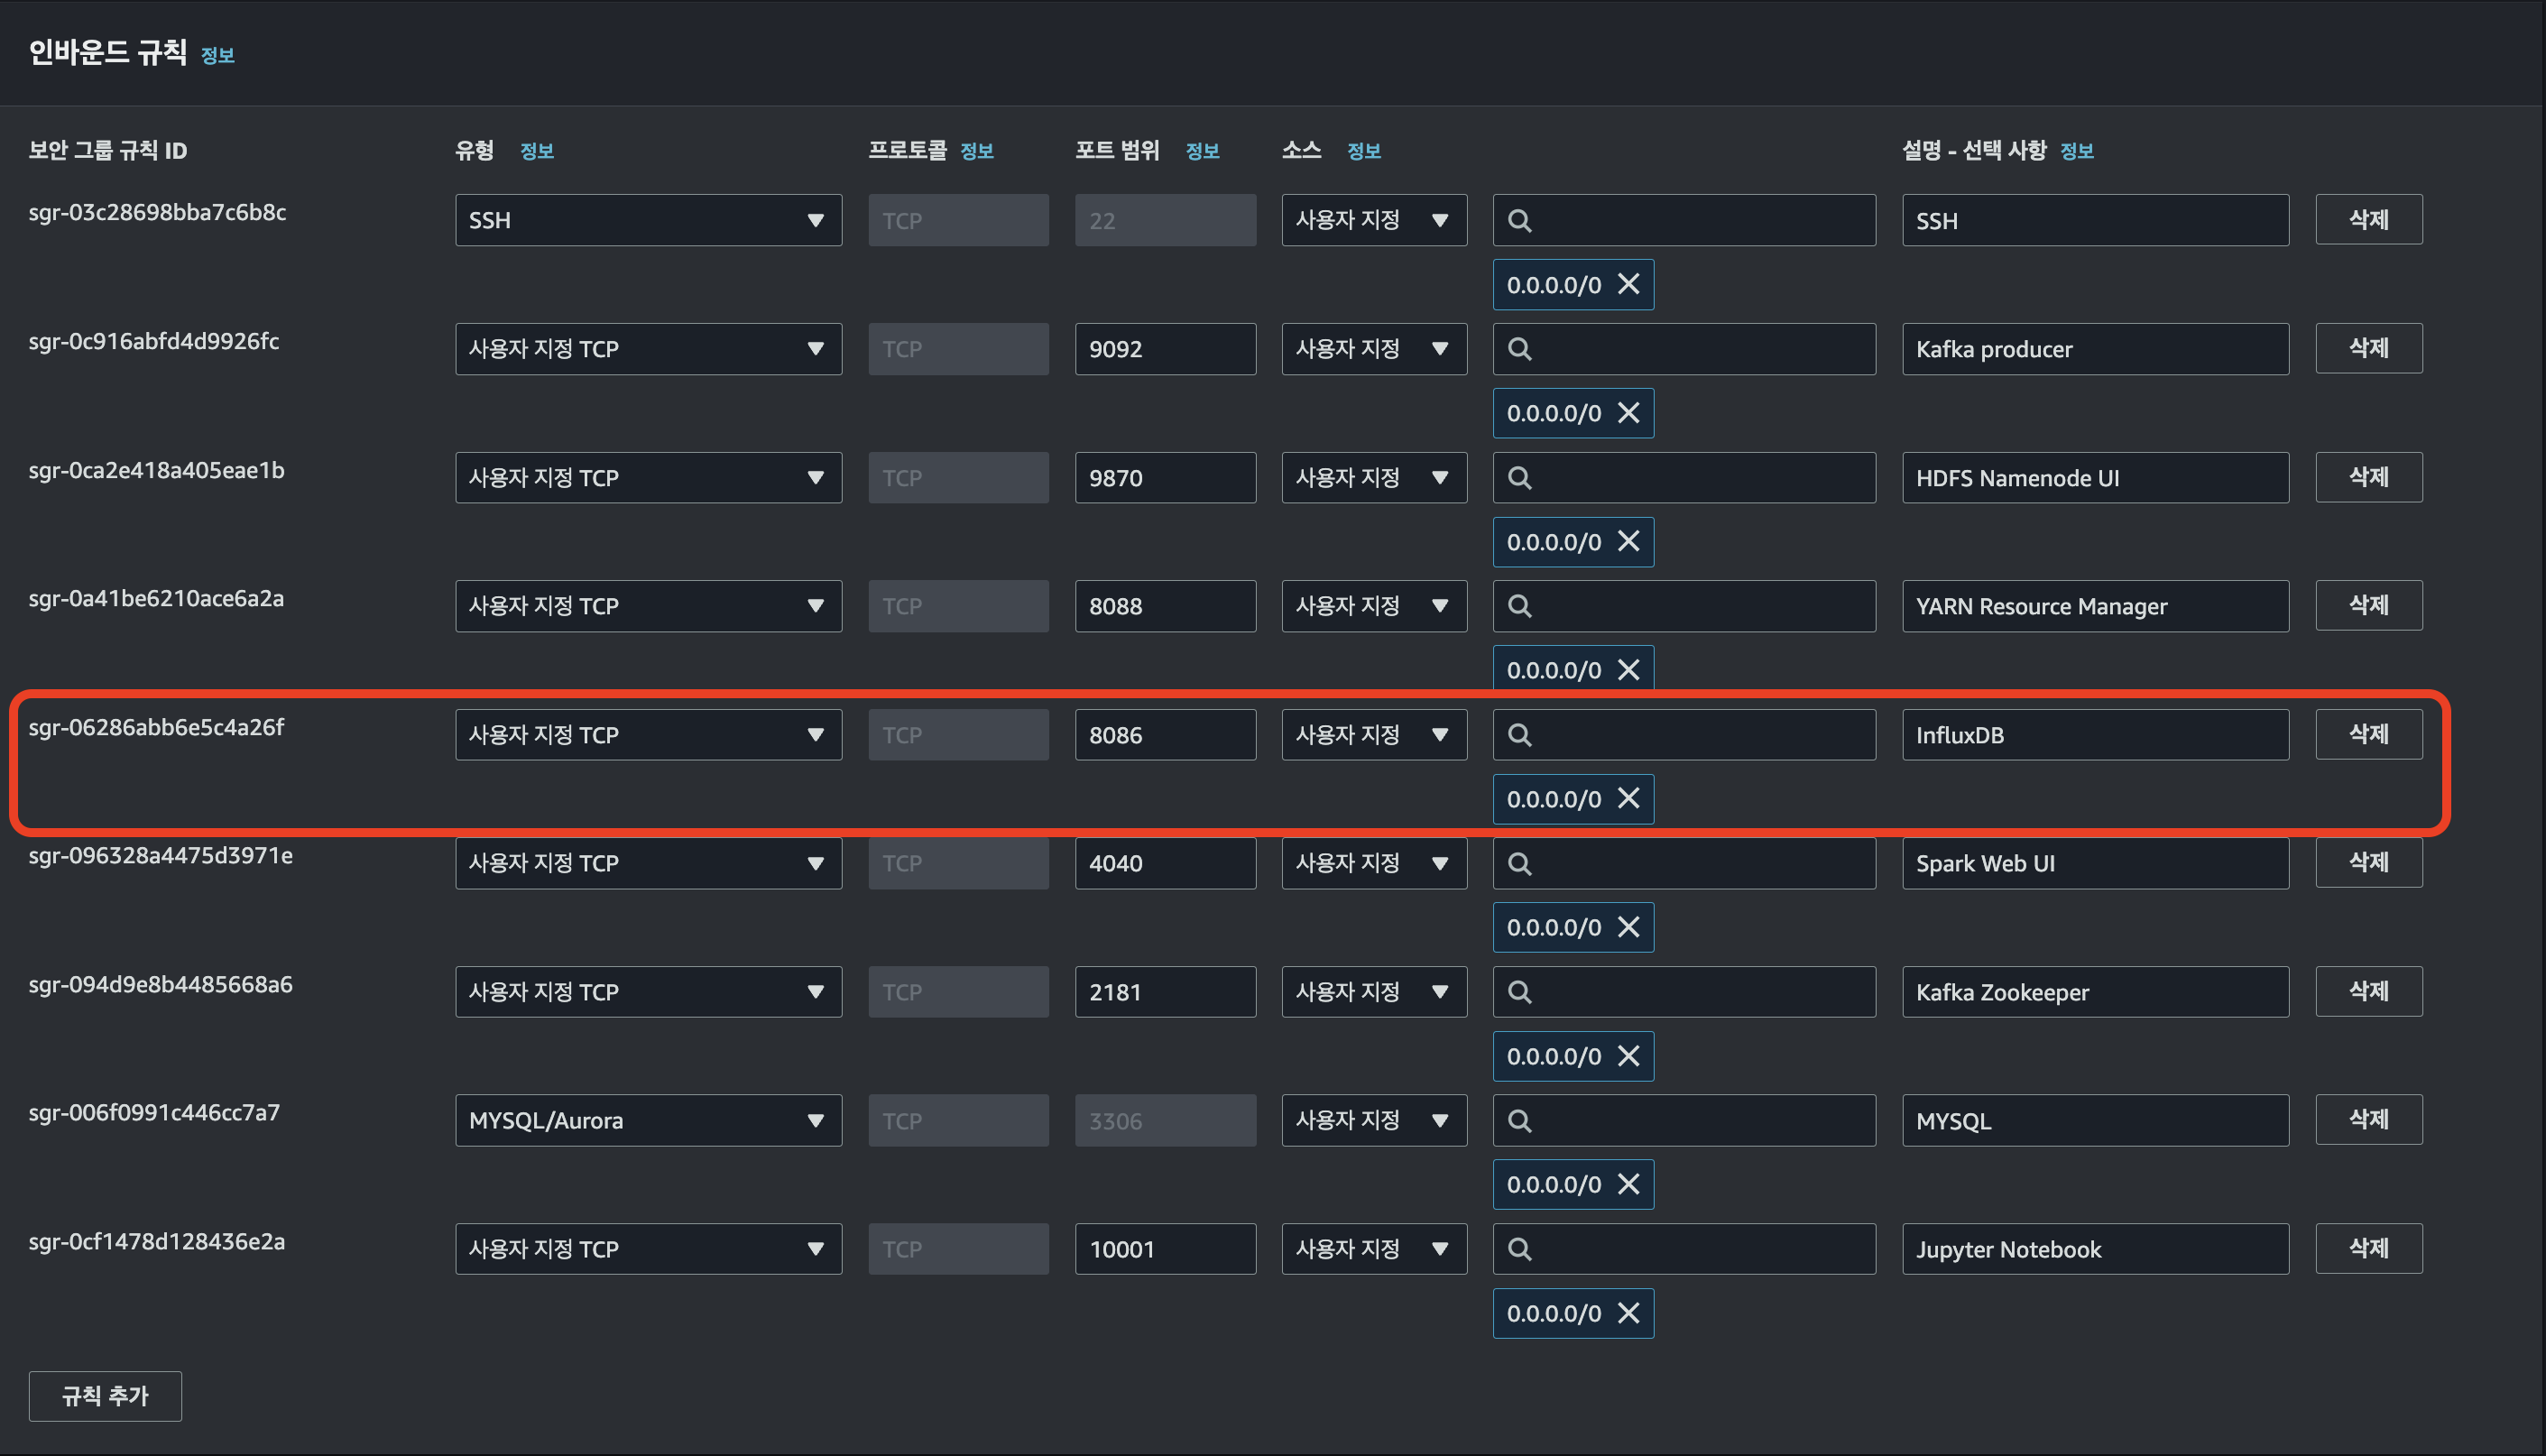 인바운드 규칙 정보
보안 그룹 규칙 ID 유형 정보 프로토콜 정보 포트 범위 정보 소스 정보 설명 - 선택 사항 정보
sgr-03c28698bba7c6b8c SSH TCP 22 사용자 지정 SSH 삭제
0.0.0.0/0
sgr-0c916abfd4d9926fc 사용자 지정 TCP TCP 9092 사용자 지정 Kafka producer 삭제
0.0.0.0/0
sgr-0ca2e418a405eae1b 사용자 지정 TCP TCP 9870 사용자 지정 HDFS Namenode UI 삭제
0.0.0.0/0
sgr-0a41be6210ace6a2a 사용자 지정 TCP TCP 8088 사용자 지정 YARN Resource Manager 삭제
0.0.0.0/0
sgr-06286abb6e5c4a26f 사용자 지정 TCP TCP 8086 사용자 지정 InfluxDB 삭제
0.0.0.0/0
sgr-096328a4475d3971e 사용자 지정 TCP TCP 4040 사용자 지정 Spark Web UI 삭제
0.0.0.0/0
sgr-094d9e8b4485668a6 사용자 지정 TCP TCP 2181 사용자 지정 Kafka Zookeeper 삭제
0.0.0.0/0
sgr-006f0991c446cc7a7 MYSQL/Aurora TCP 3306 사용자 지정 MYSQL 삭제
0.0.0.0/0
sgr-0cf1478d128436e2a 사용자 지정 TCP TCP 10001 사용자 지정 Jupyter Notebook 삭제
0.0.0.0/0
규칙 추가